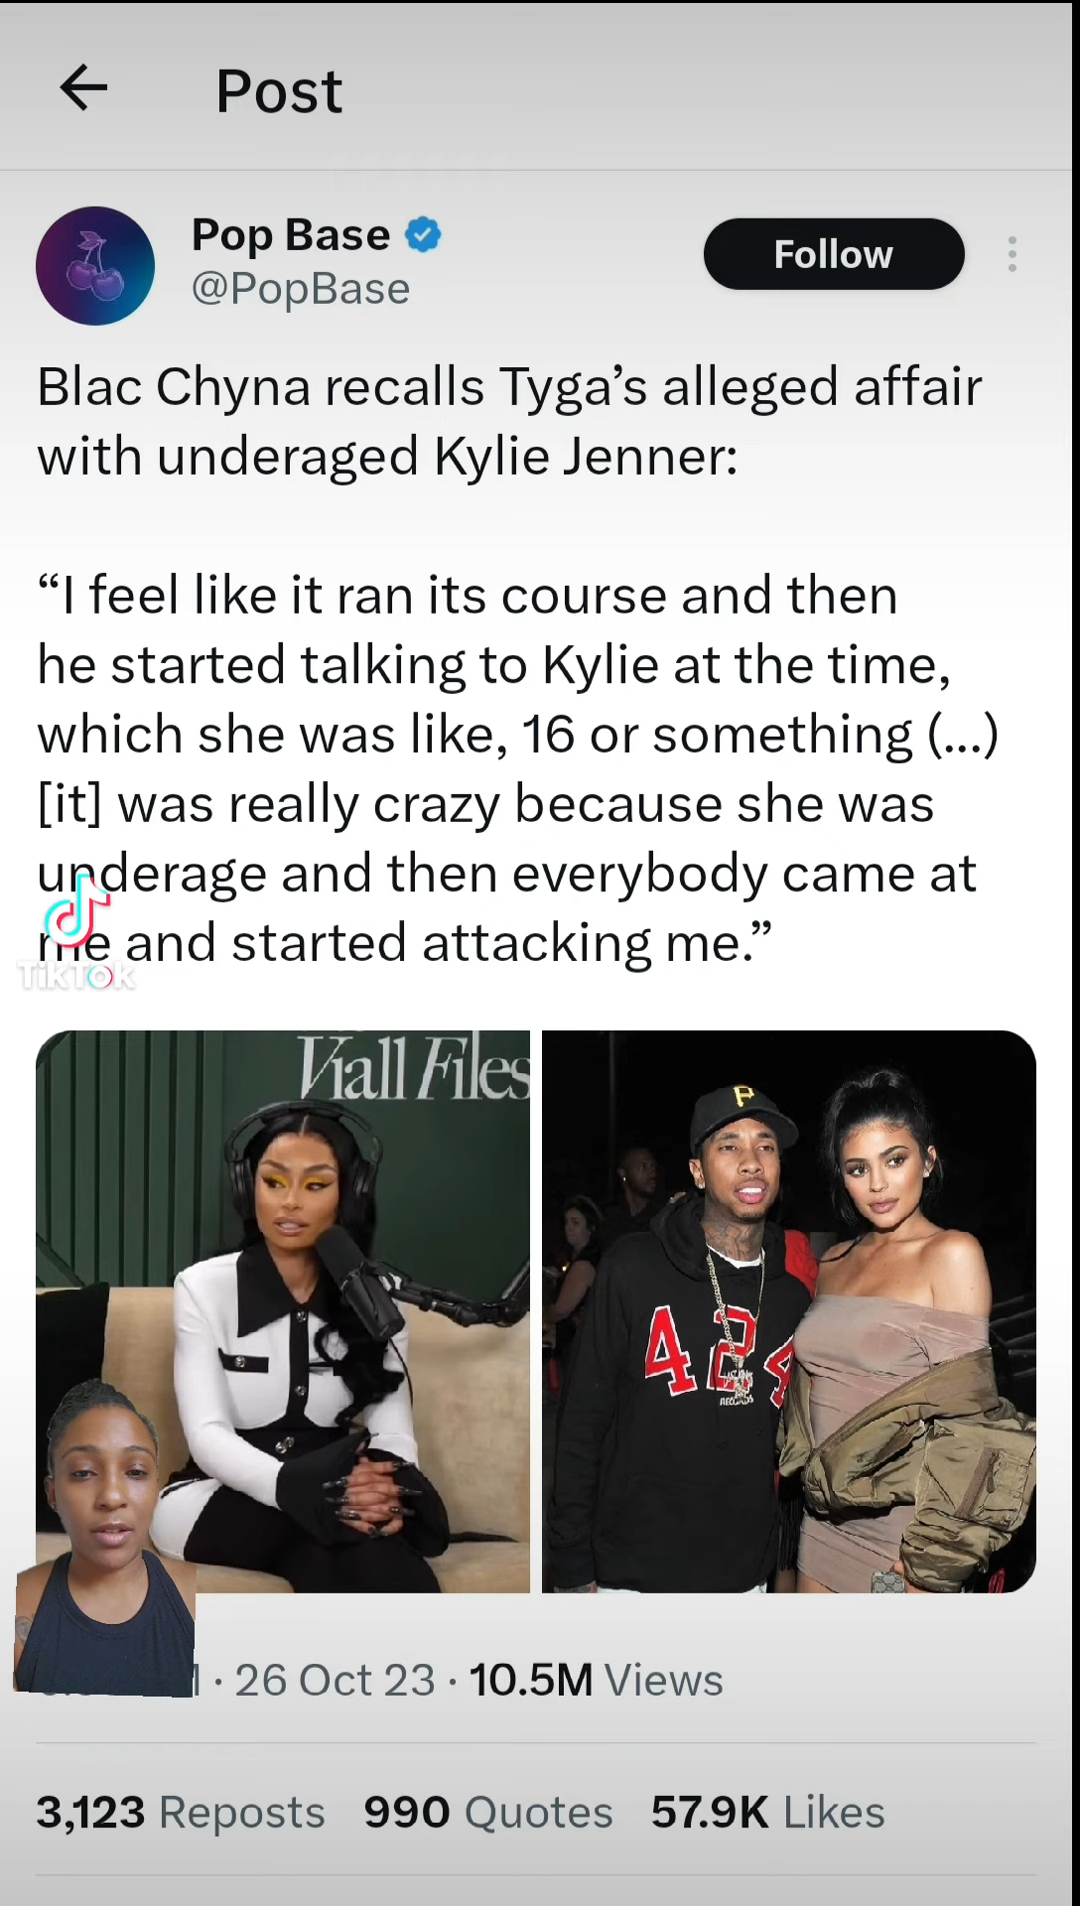 Post
Pop Base
@PopBase
Follow
Blac Chyna recalls Tyga’s alleged affair
with underaged Kylie Jenner:
“I feel like it ran its course and then
he started talking to Kylie at the time,
which she was like, 16 or something (...)
[it] was really crazy because she was
underage and then everybody came at
me and started attacking me.”
TikTok
Viall Files
P
424
RECORDS
· 26 Oct 23 · 10.5M Views
3,123 Reposts 990 Quotes 57.9K Likes